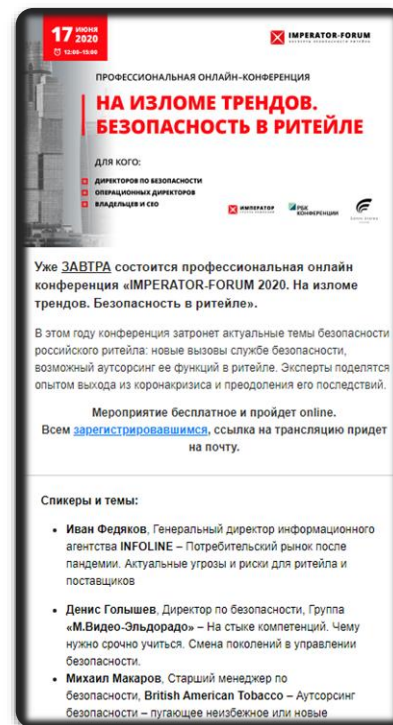 17 ИЮНЯ
2020
12:00–15:00
IMPERATOR-FORUM
ПРОФЕССИОНАЛЬНАЯ ОНЛАЙН-КОНФЕРЕНЦИЯ
НА ИЗЛОМЕ ТРЕНДОВ.
БЕЗОПАСНОСТЬ В РИТЕЙЛЕ
ДЛЯ КОГО:
ДИРЕКТОРОВ ПО БЕЗОПАСНОСТИ
ОПЕРАЦИОННЫХ ДИРЕКТОРОВ
ВЛАДЕЛЬЦЕВ И CEO
ИМПЕРАТОР
РБК
КОНФЕРЕНЦИИ
Уже ЗАВТРА состоится профессиональная онлайн
конференция «IMPERATOR-FORUM 2020. На изломе
трендов. Безопасность в ритейле».
В этом году конференция затронет актуальные темы безопасности
российского ритейла: новые вызовы службе безопасности,
возможный аутсорсинг ее функций в ритейле. Эксперты поделятся
опытом выхода из коронакризиса и преодоления его последствий.
Мероприятие бесплатное и пройдет online.
Всем зарегистрировавшимся, ссылка на трансляцию придет
на почту.
Спикеры и темы:
Иван Федяков, Генеральный директор информационного
агентства INFOLINE – Потребительский рынок после
пандемии. Актуальные угрозы и риски для ритейла и
поставщиков
Денис Голышев, Директор по безопасности, Группа
«М.Видео-Эльдорадо» – На стыке компетенций. Чему
нужно срочно учиться. Смена поколений в управлении
безопасности.
Михаил Макаров, Старший менеджер по
безопасности, British American Tobacco – Аутсорсинг
безопасности – пугающее неизбежное или новые